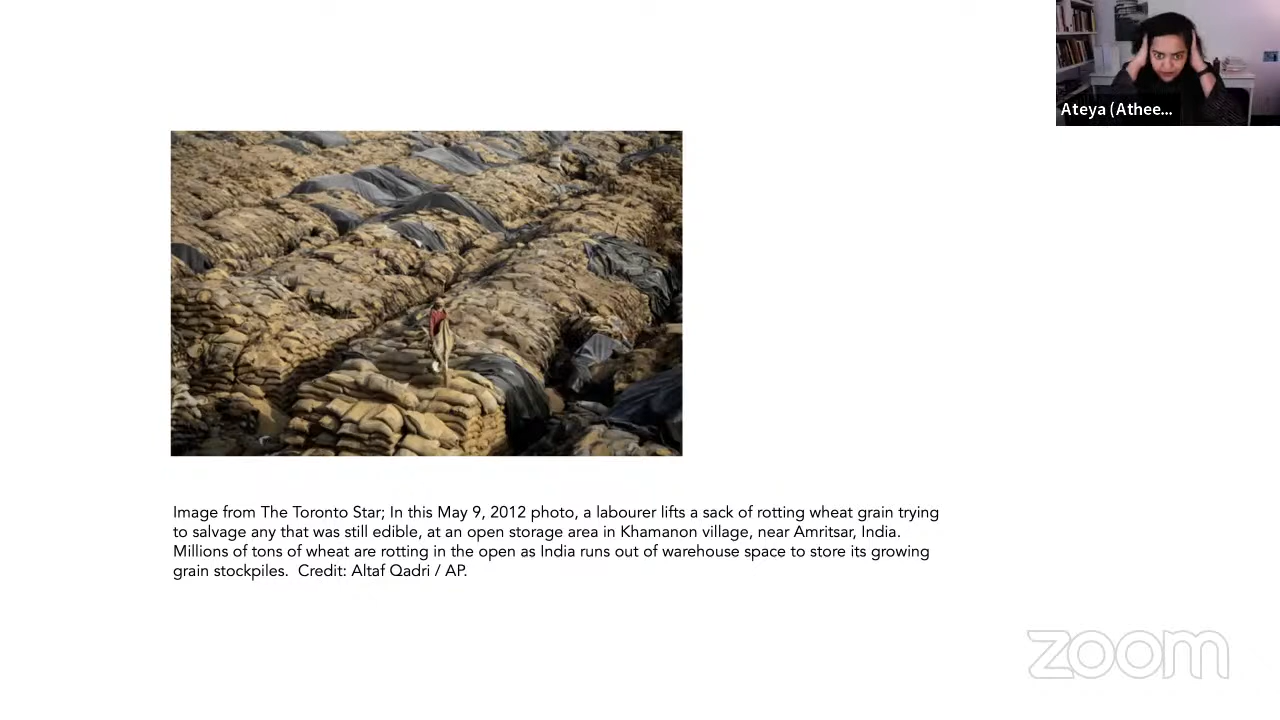 Ateya (Athee...
Image from The Toronto Star; In this May 9, 2012 photo, a labourer lifts a sack of rotting wheat grain trying
to salvage any that was still edible, at an open storage area in Khamanon village, near Amritsar, India.
Millions of tons of wheat are rotting in the open as India runs out of warehouse space to store its growing
grain stockpiles.  Credit: Altaf Qadri / AP.
zoom